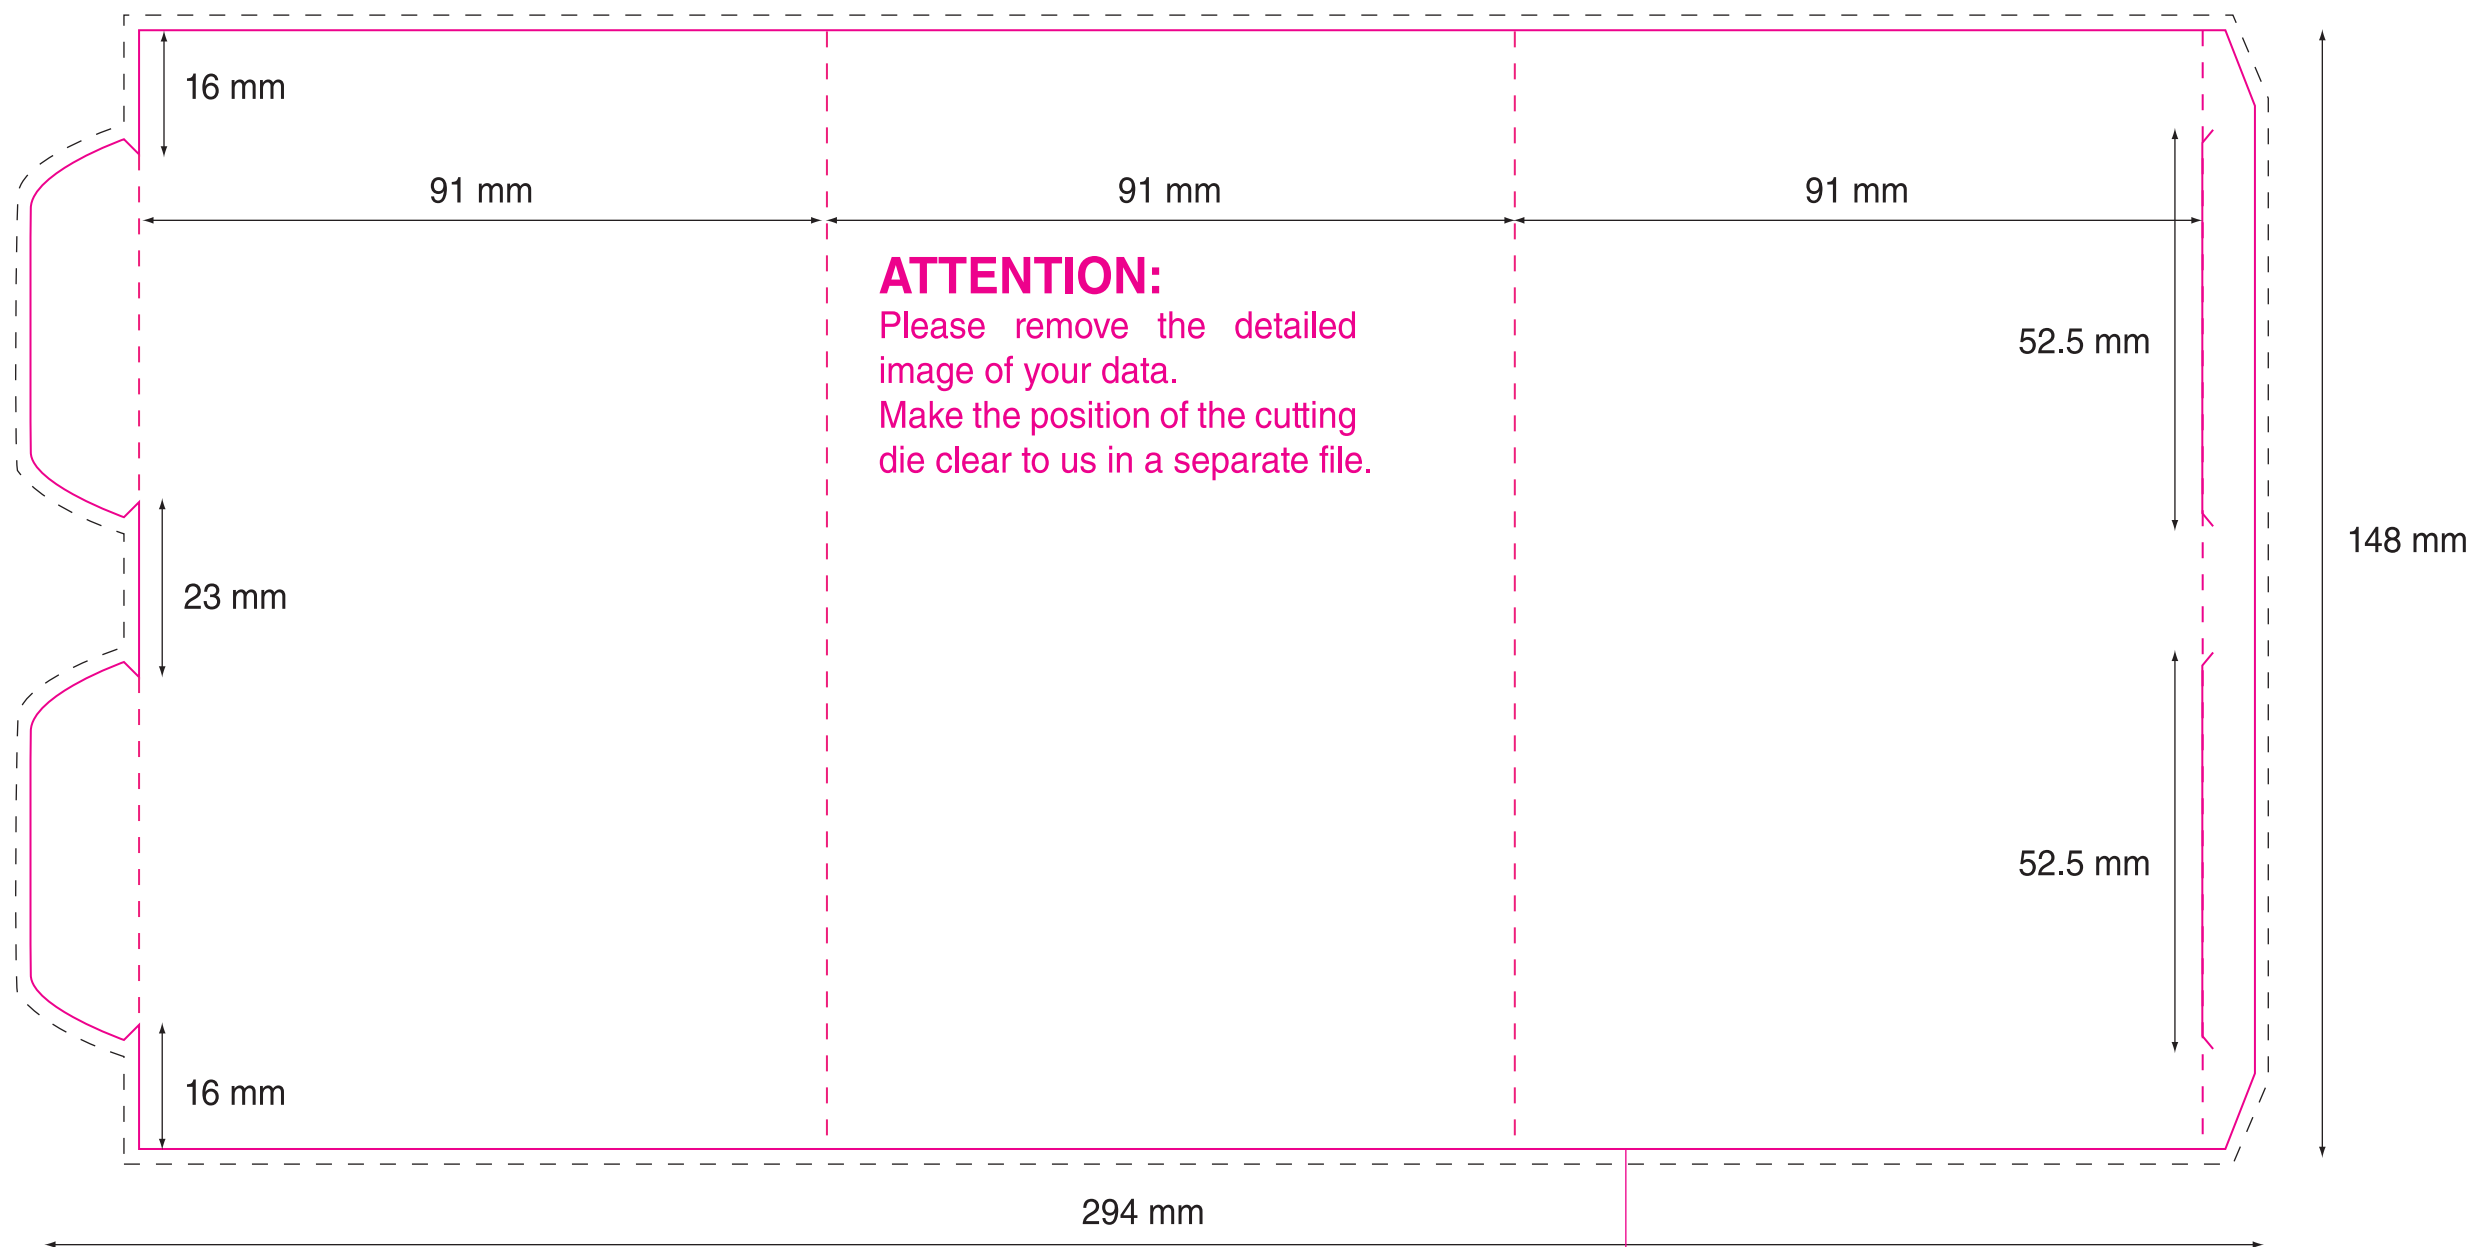 16 mm
91 mm
91 mm
91 mm
ATTENTION:
Please remove the detailed
image of your data.
Make the position of the cutting
die clear to us in a separate file.
52.5 mm
148 mm
23 mm
52.5 mm
16 mm
294 mm